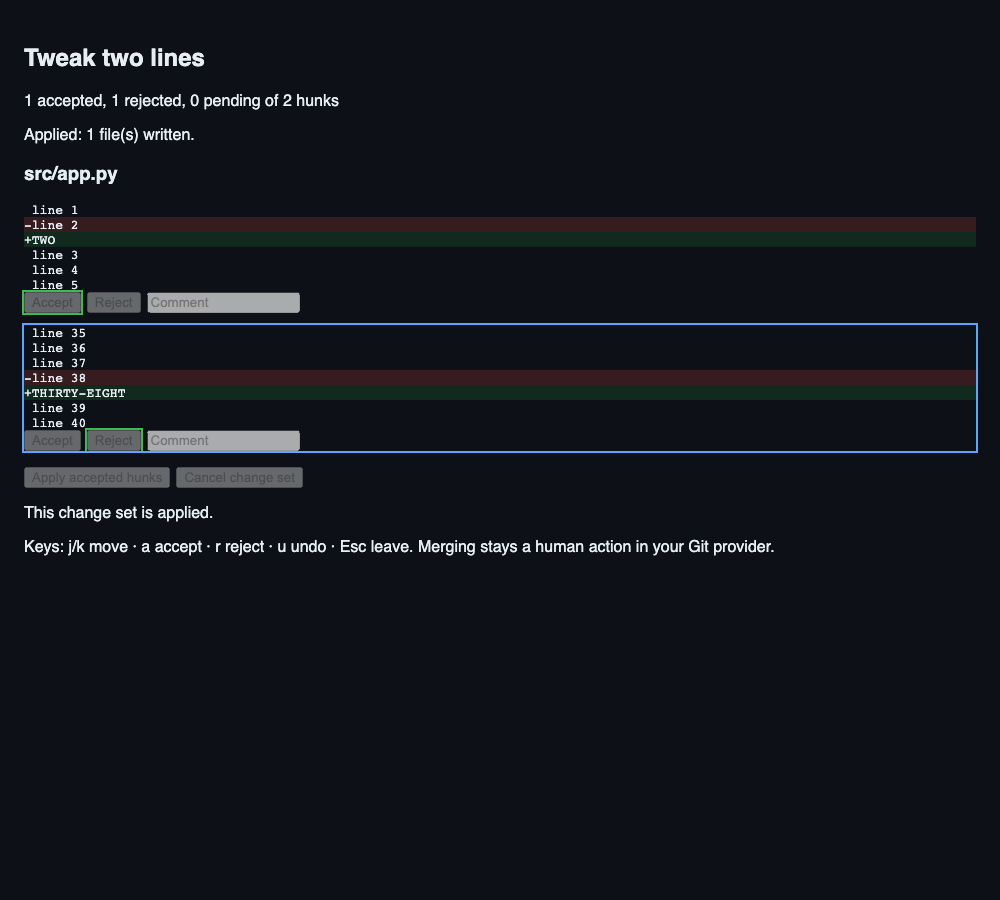 Tweak two lines
1 accepted, 1 rejected, 0 pending of 2 hunks
Applied: 1 file(s) written.
src/app.py
 line 1
-line 2
+TWO
 line 3
 line 4
 line 5
Accept Reject Comment
 line 35
 line 36
 line 37
-line 38
+THIRTY-EIGHT
 line 39
 line 40
Accept Reject Comment
Apply accepted hunks Cancel change set
This change set is applied.
Keys: j/k move · a accept · r reject · u undo · Esc leave. Merging stays a human action in your Git provider.